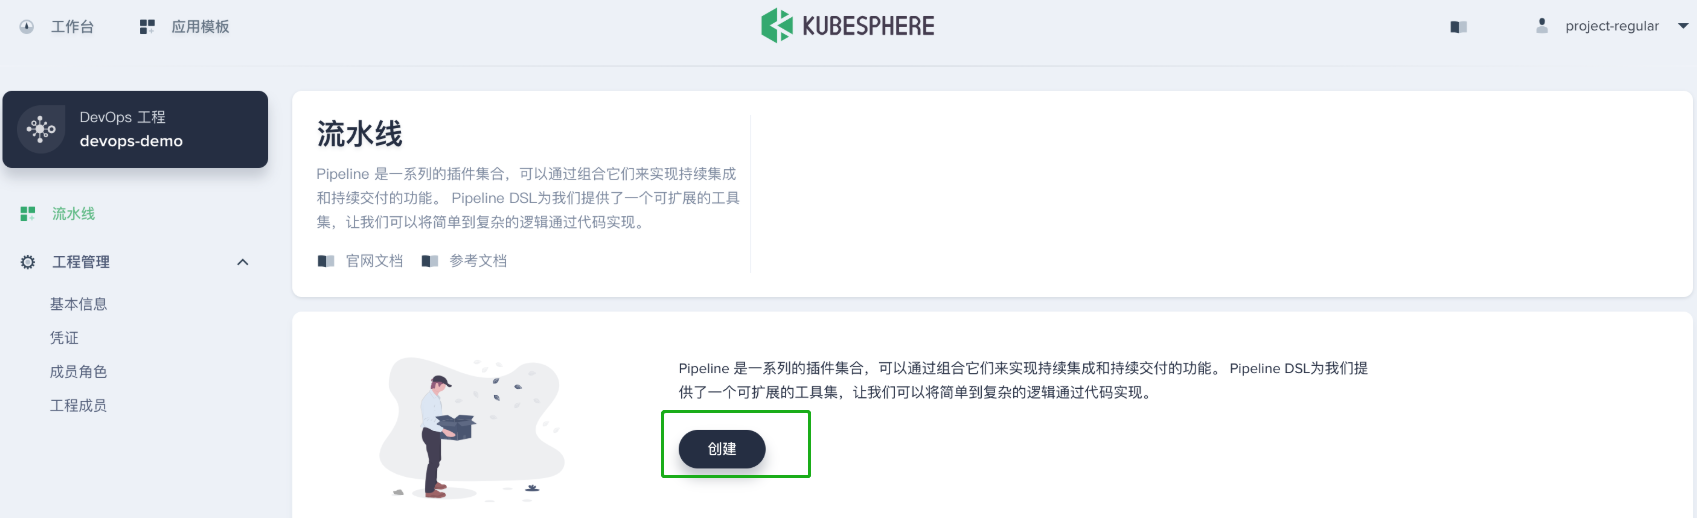 工作台
应用模板
KUBESPHERE
project-regular
DevOps 工程
devops-demo
流水线
工程管理
基本信息
凭证
成员角色
工程成员
流水线
Pipeline 是一系列的插件集合，可以通过组合它们来实现持续集成
和持续交付的功能。 Pipeline DSL为我们提供了一个可扩展的工具
集，让我们可以将简单到复杂的逻辑通过代码实现。
官网文档
参考文档
Pipeline 是一系列的插件集合，可以通过组合它们来实现持续集成和持续交付的功能。 Pipeline DSL为我们提
供了一个可扩展的工具集，让我们可以将简单到复杂的逻辑通过代码实现。
创建